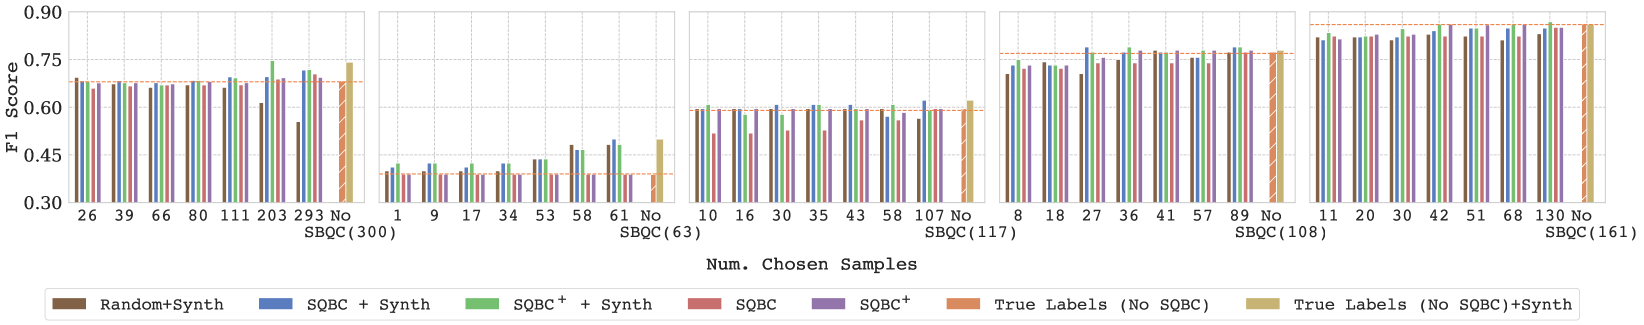 F1 Score
0.90
0.75
0.60
0.45
0.30
26 39 66 80 111 203 293 No
SBQC(300)
1 9 17 34 53 58 61 No
SBQC(63)
10 16 30 35 43 58 107 No
SBQC(117)
8 18 27 36 41 57 89 No
SBQC(108)
11 20 30 42 51 68 130 No
SBQC(161)
Num. Chosen Samples
Random+Synth SQBC + Synth SQBC⁺ + Synth SQBC SQBC⁺ True Labels (No SQBC) True Labels (No SQBC)+Synth